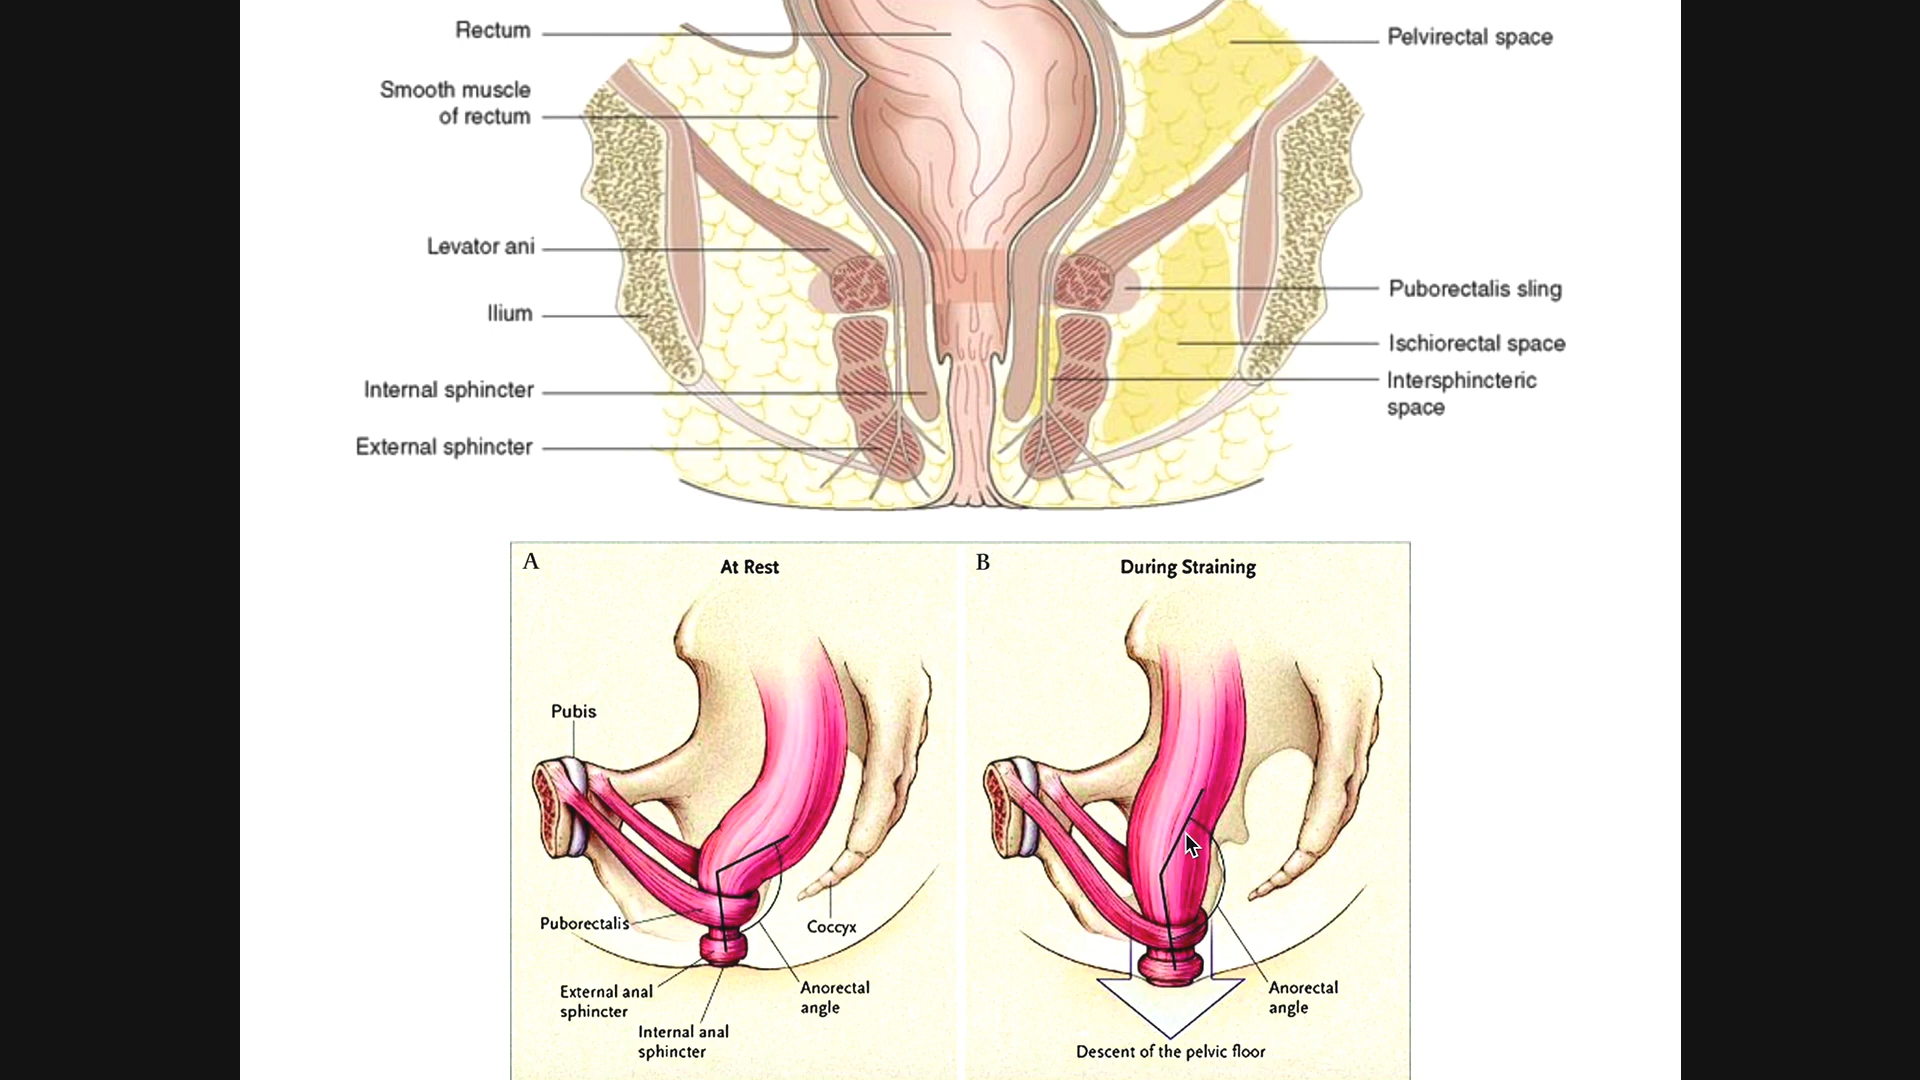 Rectum
Pelvirectal space
Smooth muscle
of rectum
Levator ani
Ilium
Puborectalis sling
Ischiorectal space
Internal sphincter
Intersphincteric
space
External sphincter
A
At Rest
B
During Straining
Pubis
Puborectalis
Coccyx
External anal
sphincter
Anorectal
angle
Internal anal
sphincter
Anorectal
angle
Descent of the pelvic floor